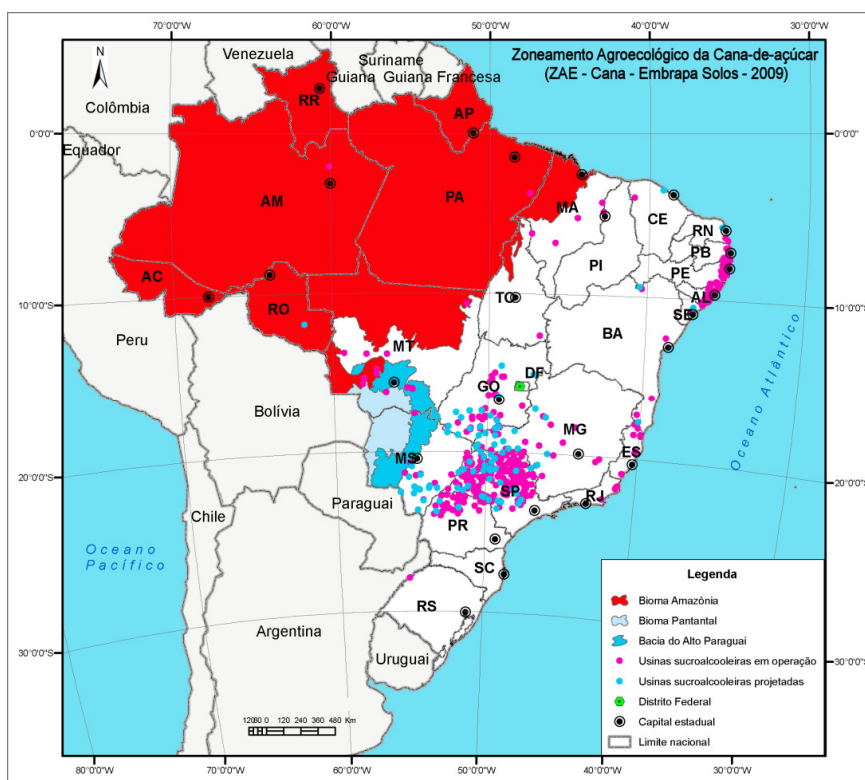 70°0'0"W
60°0'0"W
50°0'0"W
40°0'0"W
30°0'0"W
N
Zoneamento Agroecológico da Cana-de-açúcar
(ZAE - Cana - Embrapa Solos - 2009)
Venezuela
Suriname
Guiana
Guiana Francesa
Colômbia
RR
AP
0°0'0"
0°0'0"
Equador
AM
PA
MA
CE
RN
PB
PI
PE
AC
AL
TO
SE
10°0'0"S
10°0'0"S
RO
BA
Peru
MT
DF
GO
Bolívia
MG
Oceano Atlântico
MS
ES
20°0'0"S
20°0'0"S
SP
RJ
Paraguai
Chile
PR
Oceano
Pacífico
SC
Argentina
RS
Uruguai
30°0'0"S
30°0'0"S
120 60 0 120 240 360 480 Km
Legenda
Bioma Amazônia
Bioma Pantantal
Bacia do Alto Paraguai
Usinas sucroalcooleiras em operação
Usinas sucroalcooleiras projetadas
Distrito Federal
Capital estadual
Limite nacional
80°0'0"W
70°0'0"W
60°0'0"W
50°0'0"W
40°0'0"W
30°0'0"W